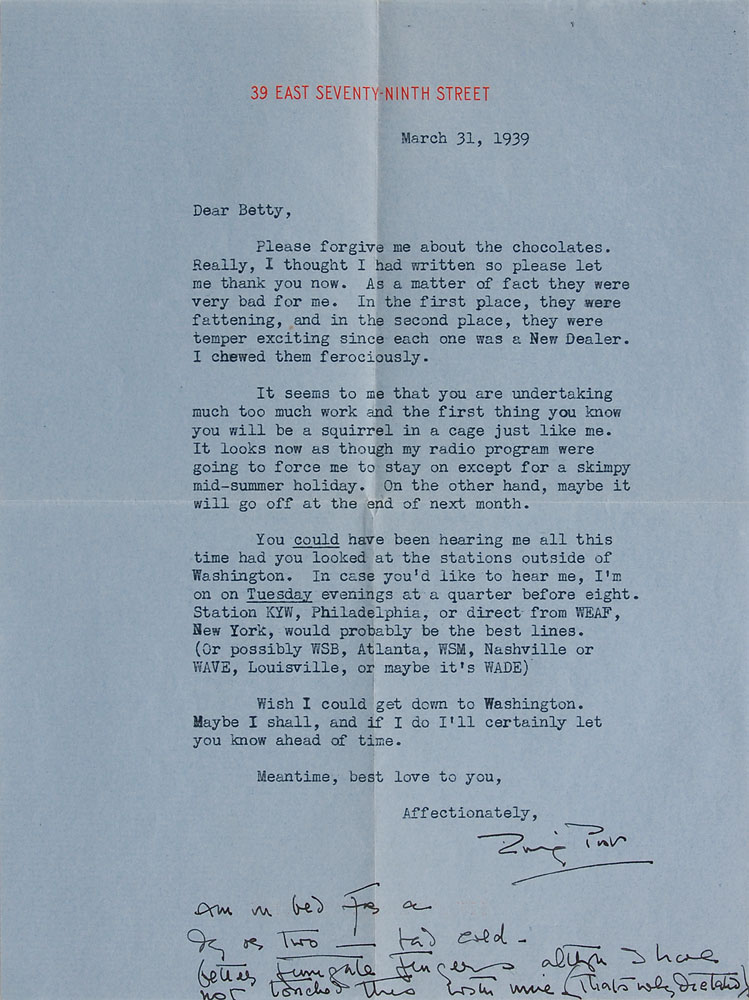 39 EAST SEVENTY-NINTH STREET
March 31, 1939
Dear Betty,
Please forgive me about the chocolates.
Really, I thought I had written so please let
me thank you now. As a matter of fact they were
very bad for me. In the first place, they were
fattening, and in the second place, they were
temper exciting since each one was a New Dealer.
I chewed them ferociously.
It seems to me that you are undertaking
much too much work and the first thing you know
you will be a squirrel in a cage just like me.
It looks now as though my radio program were
going to force me to stay on except for a skimpy
mid-summer holiday. On the other hand, maybe it
will go off at the end of next month.
You could have been hearing me all this
time had you looked at the stations outside of
Washington. In case you'd like to hear me, I'm
on on Tuesday evenings at a quarter before eight.
Station KYW, Philadelphia, or direct from WEAF,
New York, would probably be the best lines.
(Or possibly WSB, Atlanta, WSM, Nashville or
WAVE, Louisville, or maybe it's WADE)
Wish I could get down to Washington.
Maybe I shall, and if I do I'll certainly let
you know ahead of time.
Meantime, best love to you,
Affectionately,
Am in bed for a
day or two bad cold -
better fumigate fingers altho I have
not touched this with mine (that's why dictated)